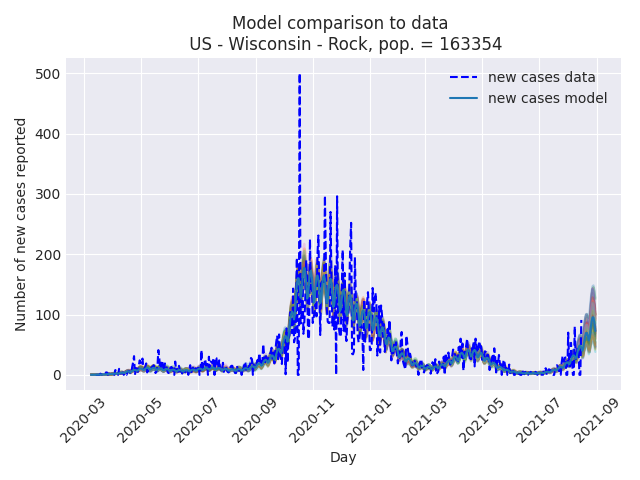 Model comparison to data
US - Wisconsin - Rock, pop. = 163354
new cases data
new cases model
Number of new cases reported
500
400
300
200
100
0
2020-03
2020-05
2020-07
2020-09
2020-11
2021-01
2021-03
2021-05
2021-07
2021-09
Day